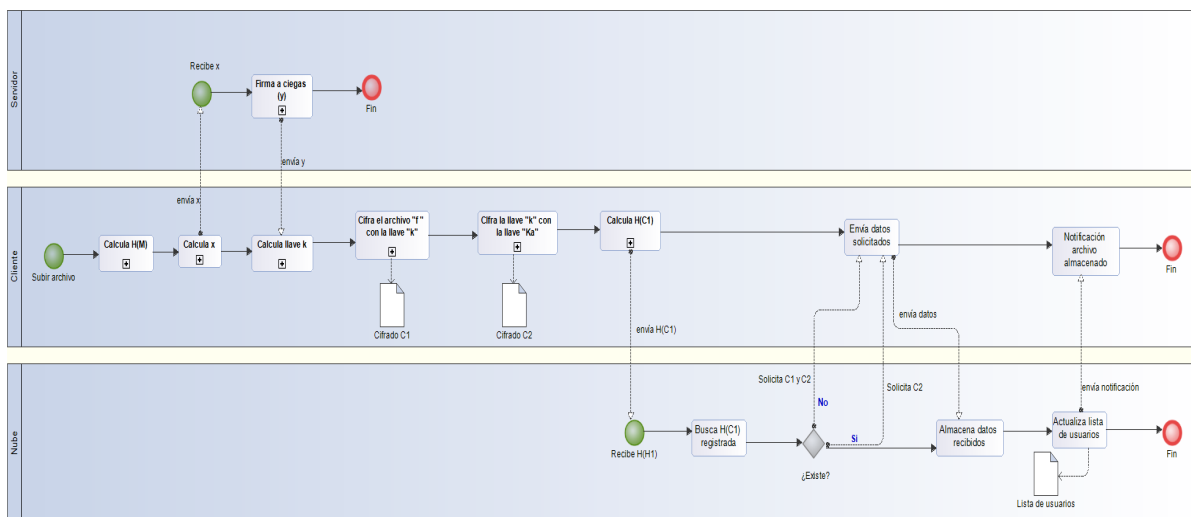 Servidor
Recibe x
Firma a ciegas
(y)
Fin
envía x
envía y
Cliente
Subir archivo
Calcula H(M)
Calcula x
Calcula llave k
Cifra el archivo "f "
con la llave "k"
Cifrado C1
CIfra la llave "k" con
la llave "Ka"
Cifrado C2
Calcula H(C1)
envía H(C1)
Envía datos
solicitados
envía datos
Notificación
archivo
almacenado
Fin
Nube
Recibe H(H1)
Busca H(C1)
registrada
Solicita C1 y C2
No
Solicita C2
Si
¿Existe?
Almacena datos
recibidos
envía notificación
Actualiza lista
de usuarios
Lista de usuarios
Fin